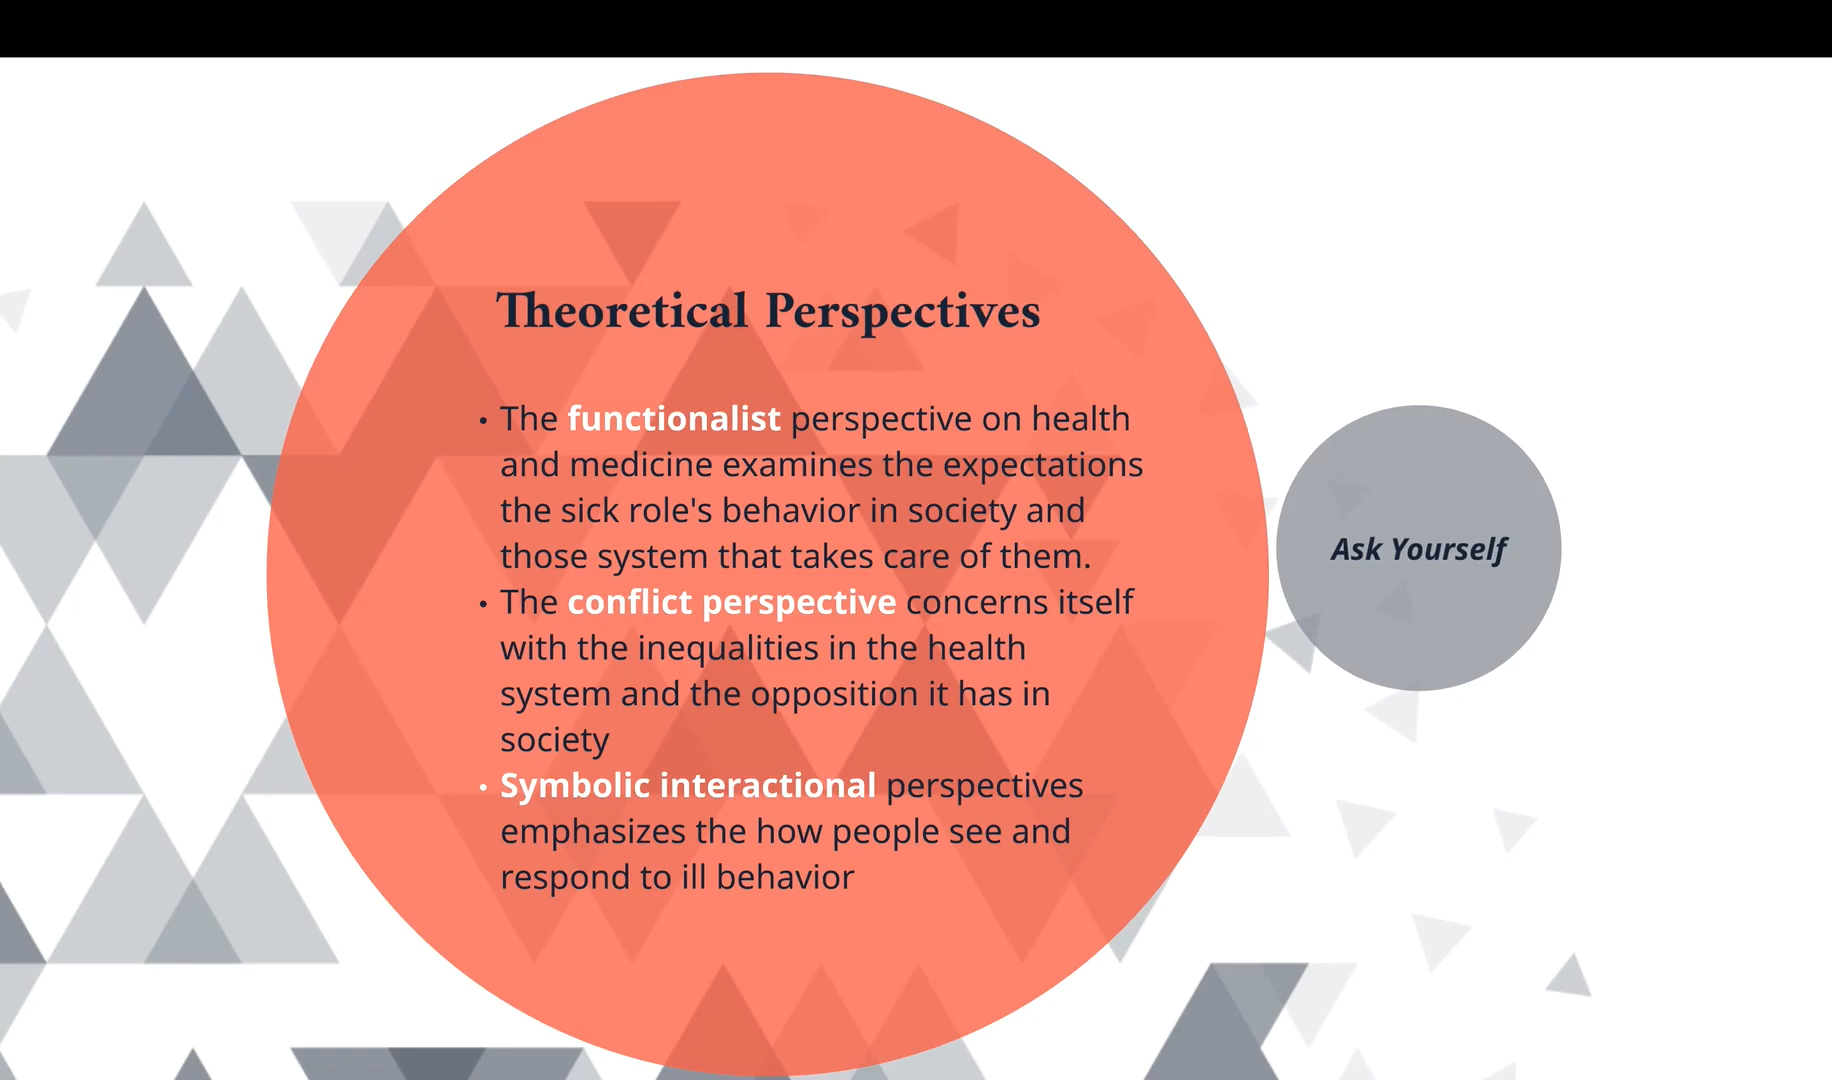 Theoretical Perspectives
• The functionalist perspective on health
and medicine examines the expectations
the sick role's behavior in society and
those system that takes care of them.
• The conflict perspective concerns itself
with the inequalities in the health
system and the opposition it has in
society
• Symbolic interactional perspectives
emphasizes the how people see and
respond to ill behavior
Ask Yourself